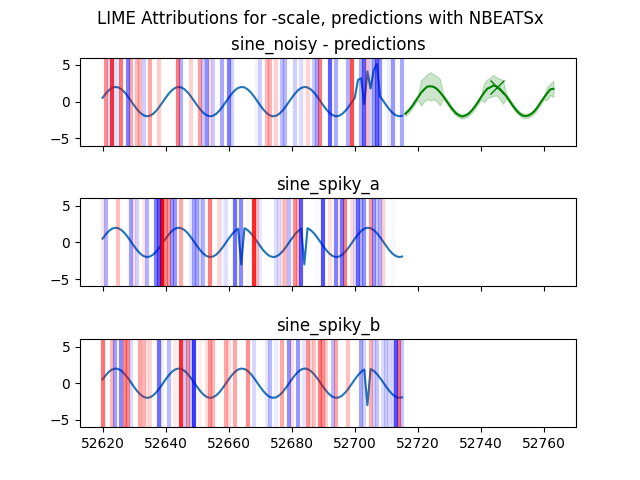 LIME Attributions for -scale, predictions with NBEATSx
sine_noisy - predictions
5
0
−5
sine_spiky_a
5
0
−5
sine_spiky_b
5
0
−5
52620 52640 52660 52680 52700 52720 52740 52760